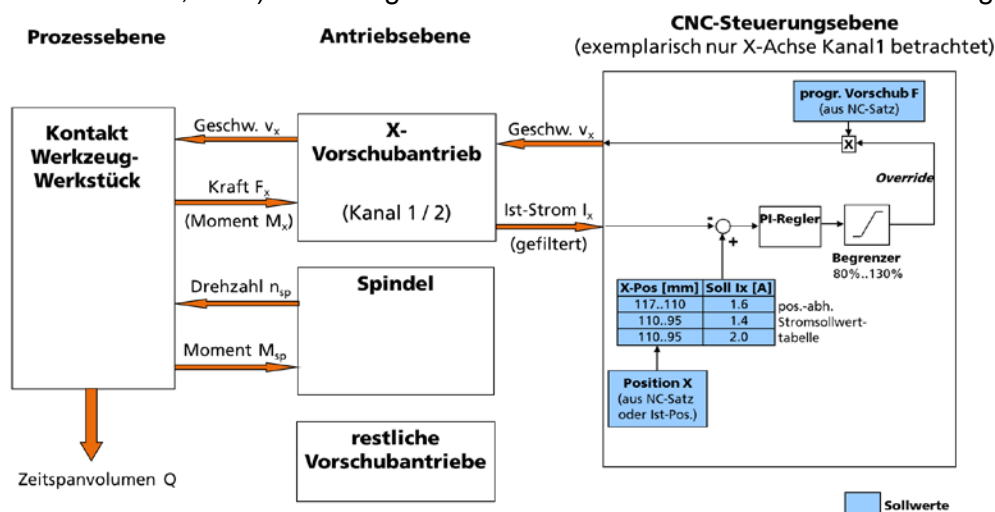 Prozessebene
Antriebsebene
CNC-Steuerungsebene
(exemplarisch nur X-Achse Kanal1 betrachtet)
Kontakt
Werkzeug-
Werkstück
Geschw. vx
Kraft Fx
(Moment Mx)
Drehzahl nsp
Moment Msp
Zeitspanvolumen Q
X-
Vorschubantrieb
(Kanal 1 / 2)
Spindel
restliche
Vorschubantriebe
Geschw. vx
Ist-Strom Ix
(gefiltert)
progr. Vorschub F
(aus NC-Satz)
X
Override
-
+
PI-Regler
Begrenzer
80%..130%
X-Pos [mm] Soll Ix [A]
117..110 1.6
110..95 1.4
110..95 2.0
pos.-abh.
Stromsollwert-
tabelle
Position X
(aus NC-Satz
oder Ist-Pos.)
Sollwerte